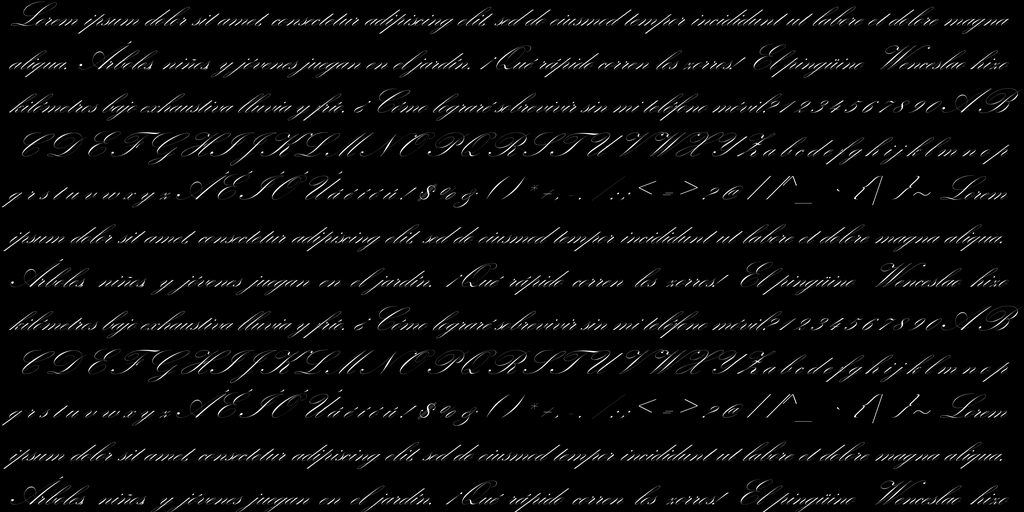 Lorem ipsum dolor sit amet, consectetur adipiscing elit, sed do eiusmod tempor incididunt ut labore et dolore magna
aliqua. Árboles niños y jóvenes juegan en el jardín. ¡Qué rápido corren los zorros! El pingüino Wenceslao hizo
kilómetros bajo exhaustiva lluvia y frío. ¿ Cómo lograré sobrevivir sin mi teléfono móvil? 1 2 3 4 5 6 7 8 9 0 A B
C D E F G H I J K L M N O P Q R S T U V W X Y Z a b c d e f g h i j k l m n o p
q r s t u v w x y z Á É Í Ó Ú á é í ó ú ! $ % & ( ) * + , - . / : ; < = > ? @ [ / ^ _ ` { | } ~ Lorem
ipsum dolor sit amet, consectetur adipiscing elit, sed do eiusmod tempor incididunt ut labore et dolore magna aliqua.
Árboles niños y jóvenes juegan en el jardín. ¡Qué rápido corren los zorros! El pingüino Wenceslao hizo
kilómetros bajo exhaustiva lluvia y frío. ¿ Cómo lograré sobrevivir sin mi teléfono móvil? 1 2 3 4 5 6 7 8 9 0 A B
C D E F G H I J K L M N O P Q R S T U V W X Y Z a b c d e f g h i j k l m n o p
q r s t u v w x y z Á É Í Ó Ú á é í ó ú ! $ % & ( ) * + , - . / : ; < = > ? @ [ / ^ _ ` { | } ~ Lorem
ipsum dolor sit amet, consectetur adipiscing elit, sed do eiusmod tempor incididunt ut labore et dolore magna aliqua.
Árboles niños y jóvenes juegan en el jardín. ¡Qué rápido corren los zorros! El pingüino Wenceslao hizo